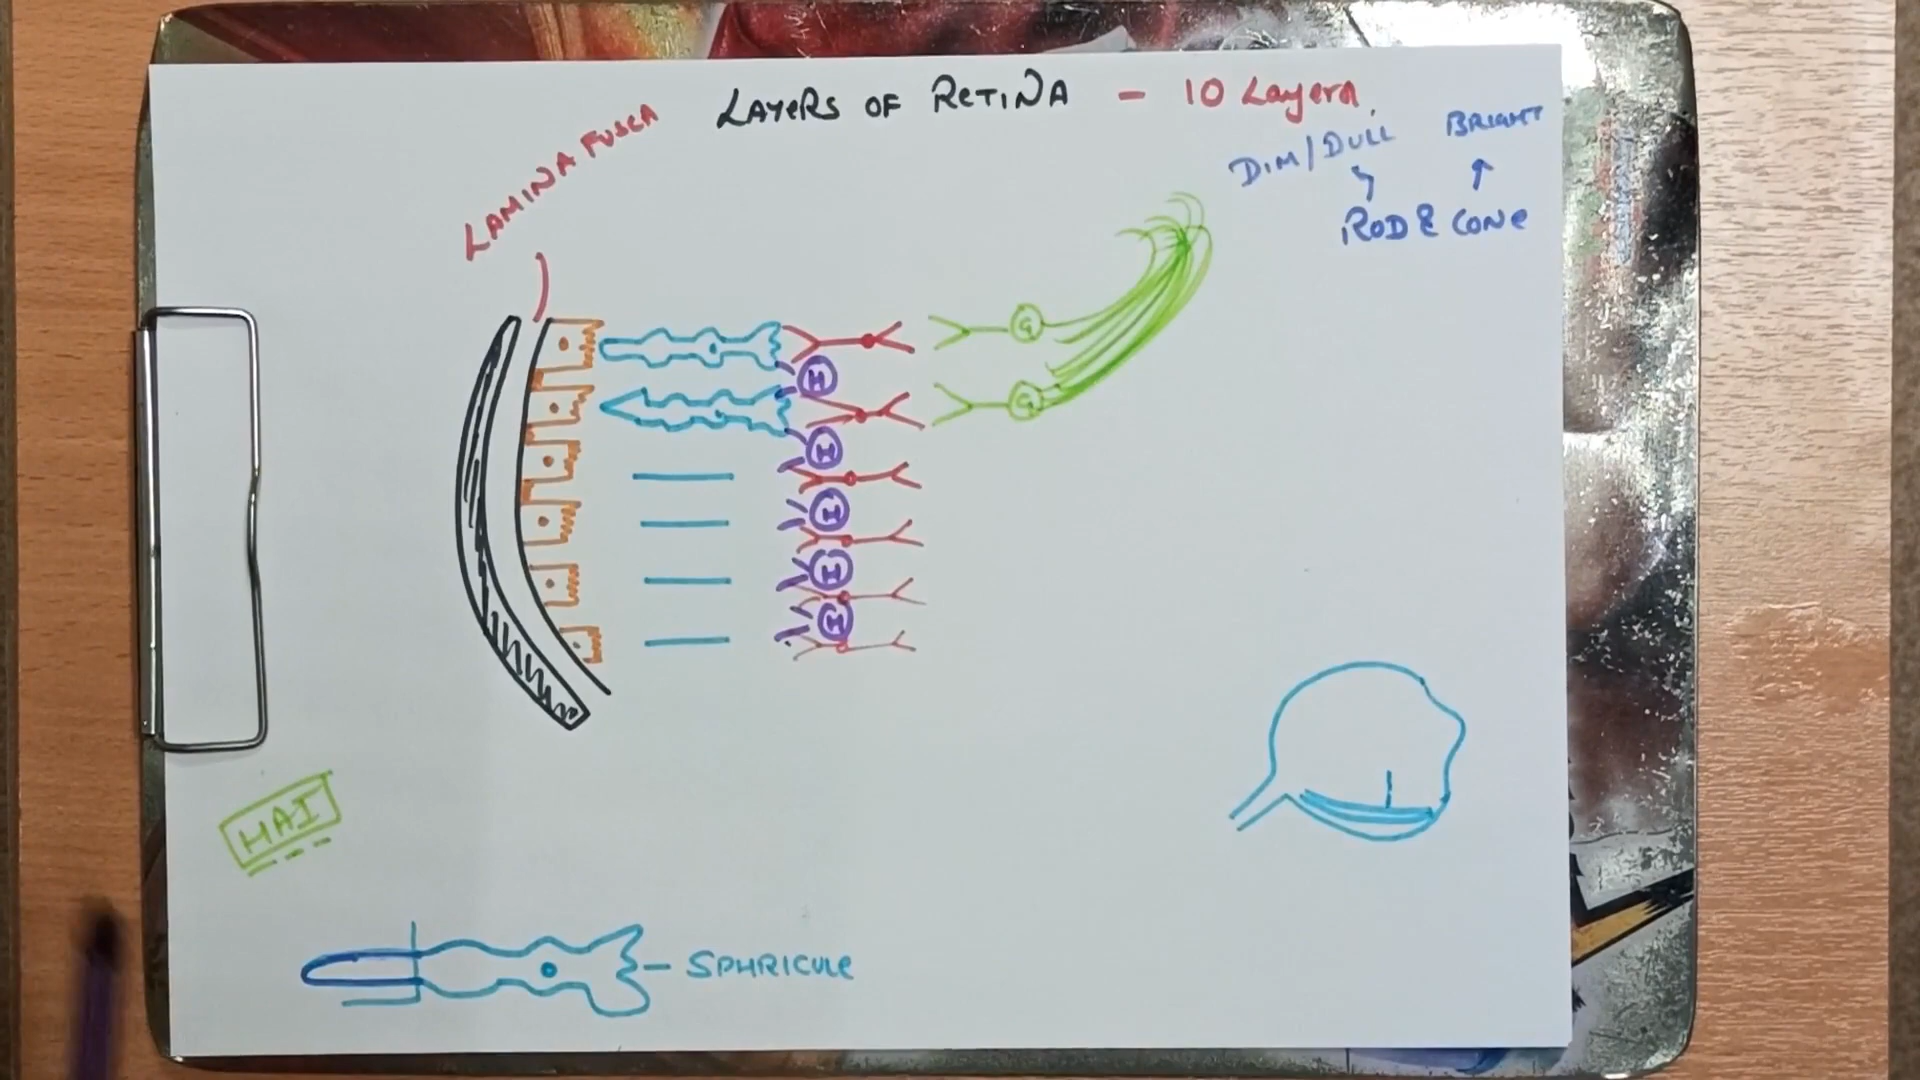 LAYERS OF RETINA - 10 Layers
LAMINA FUSCA
DIM/DULL
BRIGHT
ROD & CONE
G
H
G
H
H
H
H
HAI
SPHRICULE